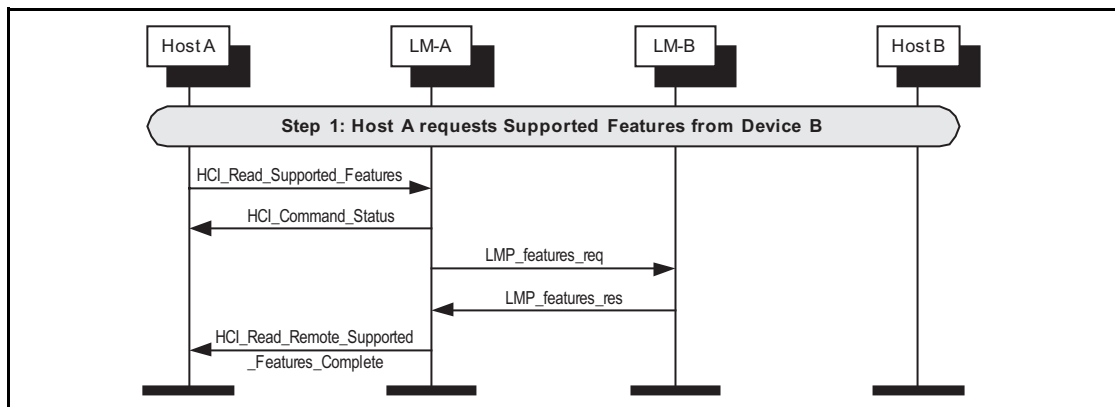 Host A
LM-A
LM-B
Host B
Step 1: Host A requests Supported Features from Device B
HCI_Read_Supported_Features
HCI_Command_Status
LMP_features_req
LMP_features_res
HCI_Read_Remote_Supported
_Features_Complete